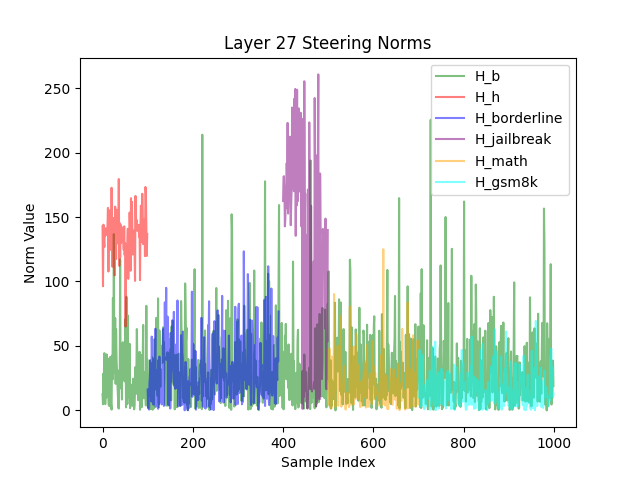 Layer 27 Steering Norms
Norm Value
250
200
150
100
50
0
H_b
H_h
H_borderline
H_jailbreak
H_math
H_gsm8k
0 200 400 600 800 1000
Sample Index